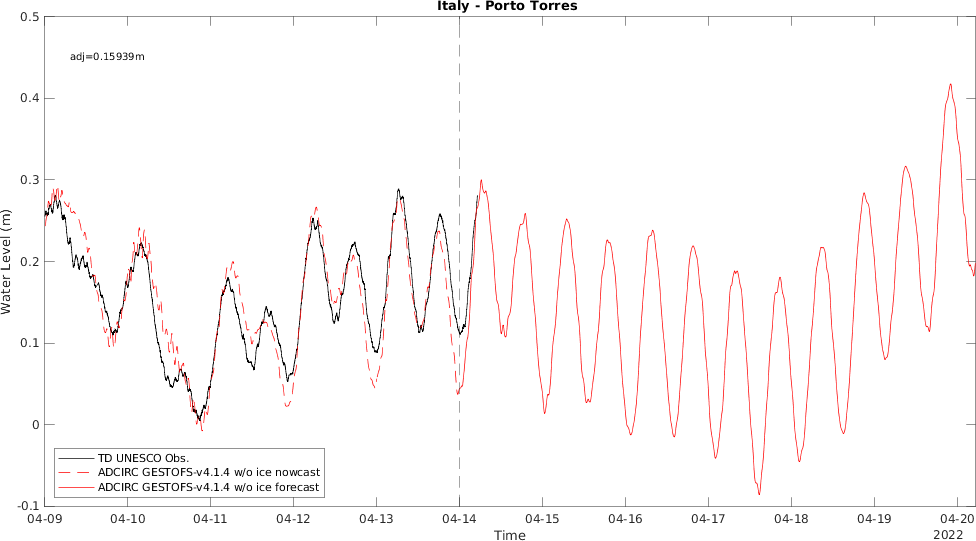 Italy - Porto Torres
adj=0.15939m
0.5
0.4
0.3
0.2
0.1
0
-0.1
Water Level (m)
TD UNESCO Obs.
ADCIRC GESTOFS-v4.1.4 w/o ice nowcast
ADCIRC GESTOFS-v4.1.4 w/o ice forecast
04-09 04-10 04-11 04-12 04-13 04-14 04-15 04-16 04-17 04-18 04-19 04-20
Time
2022